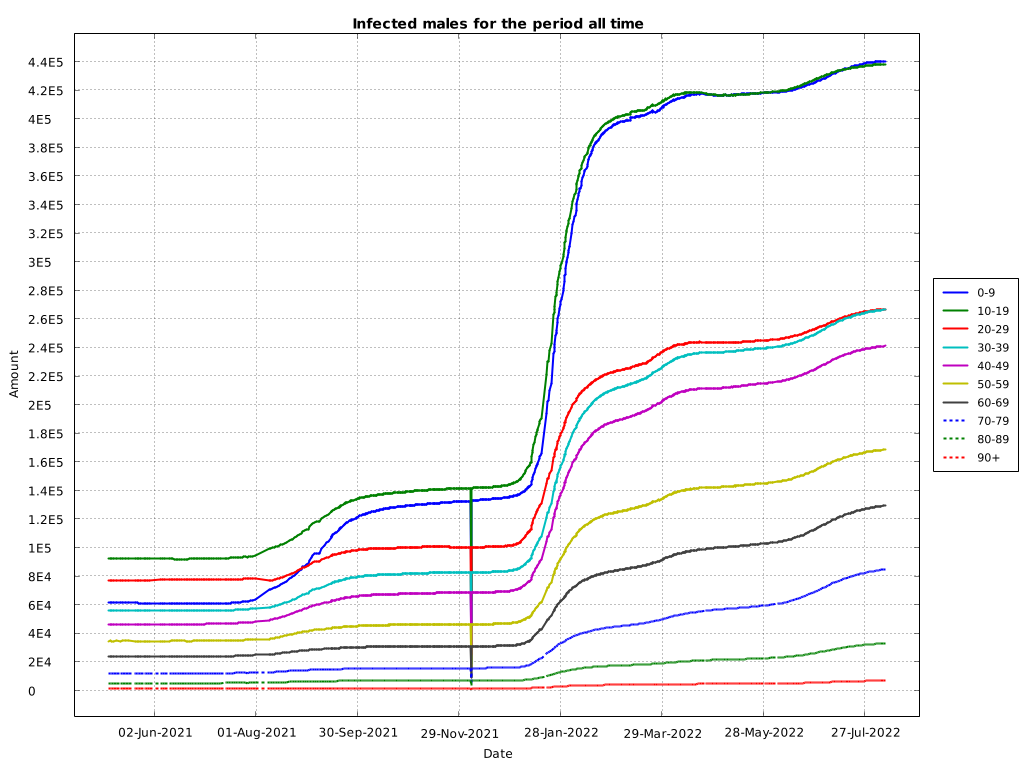 Infected males for the period all time
Amount
4.4E5
4.2E5
4E5
3.8E5
3.6E5
3.4E5
3.2E5
3E5
2.8E5
2.6E5
2.4E5
2.2E5
2E5
1.8E5
1.6E5
1.4E5
1.2E5
1E5
8E4
6E4
4E4
2E4
0
02-Jun-2021 01-Aug-2021 30-Sep-2021 29-Nov-2021 28-Jan-2022 29-Mar-2022 28-May-2022 27-Jul-2022
Date
0-9
10-19
20-29
30-39
40-49
50-59
60-69
70-79
80-89
90+